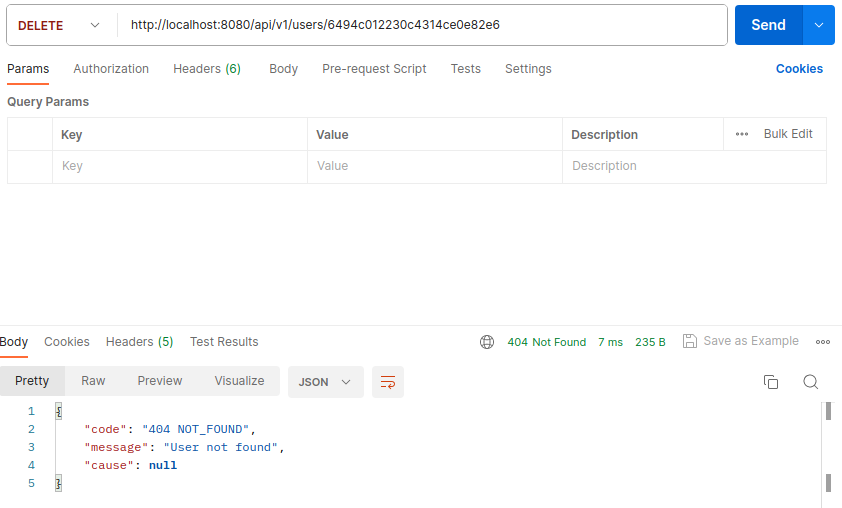 DELETE http://localhost:8080/api/v1/users/6494c012230c4314ce0e82e6 Send
Params Authorization Headers (6) Body Pre-request Script Tests Settings Cookies
Query Params
Key Value Description Bulk Edit
Key Value Description
Body Cookies Headers (5) Test Results 404 Not Found 7 ms 235 B Save as Example
Pretty Raw Preview Visualize JSON
1 {
2 "code": "404 NOT_FOUND",
3 "message": "User not found",
4 "cause": null
5 }